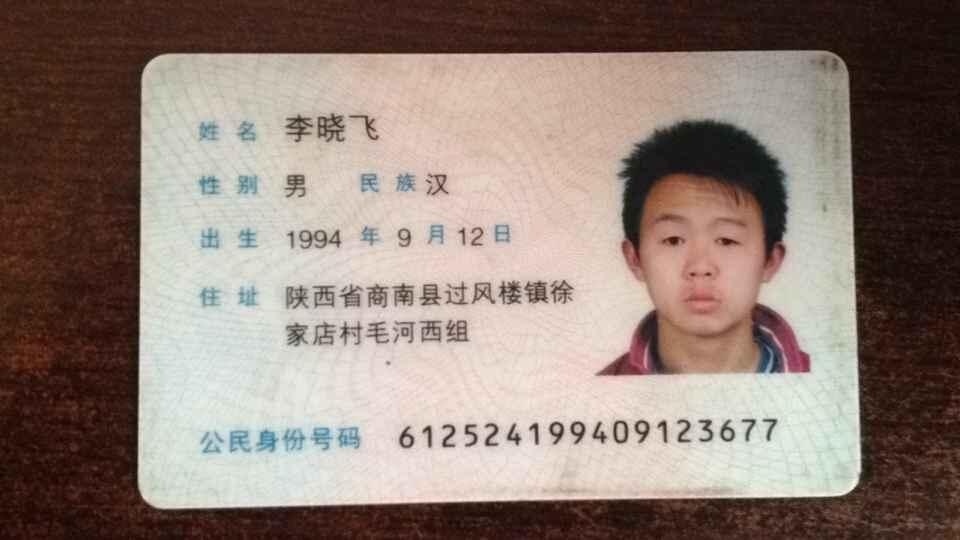 姓名 李晓飞
性别 男 民族 汉
出生 1994 年 9 月 12 日
住址 陕西省商南县过风楼镇徐
家店村毛河西组
公民身份号码 612524199409123677